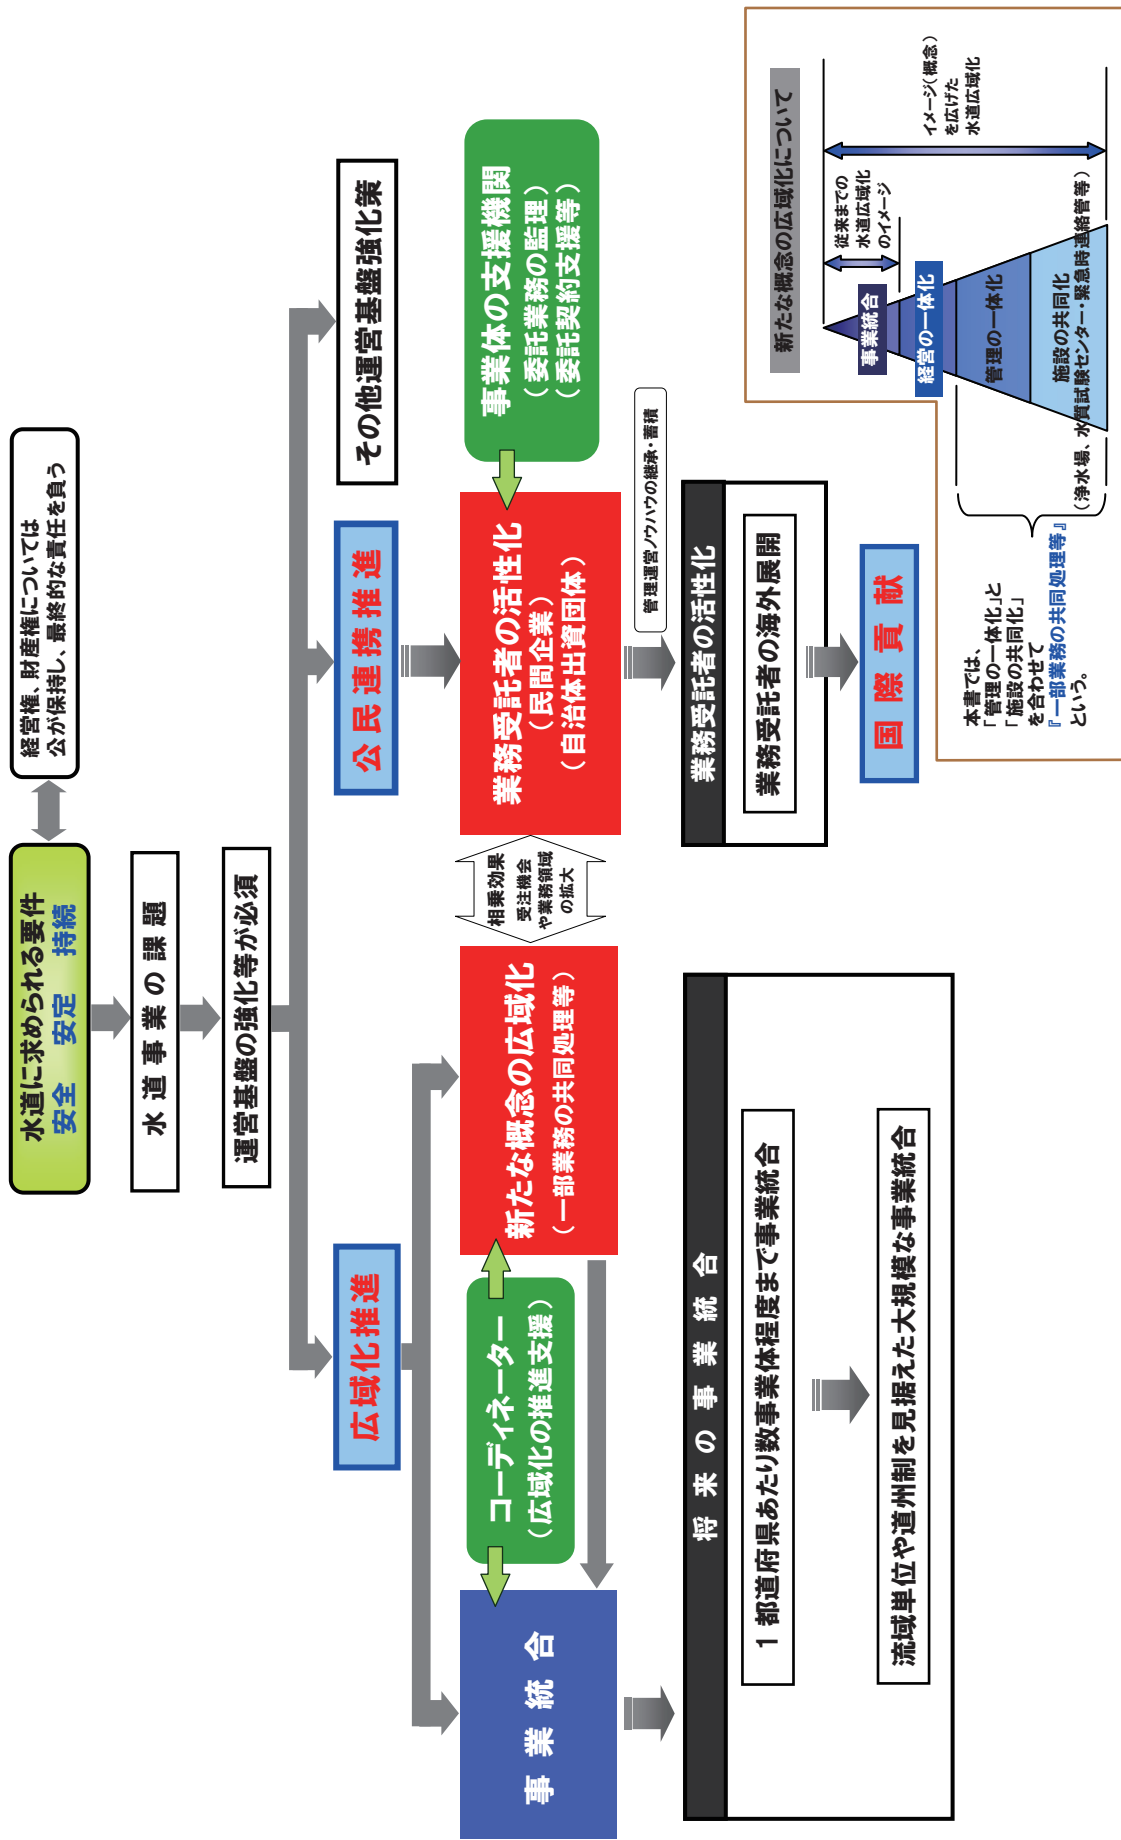 水道に求められる要件
安全　安定　持続
経営権、財産権については
公が保持し、最終的な責任を負う
水道事業の課題
運営基盤の強化等が必須
広域化推進
公民連携推進
その他運営基盤強化策
事業統合
コーディネーター
（広域化の推進支援）
新たな概念の広域化
（一部業務の共同処理等）
相乗効果
受注機会
や業務領域
の拡大
業務受託者の活性化
（民間企業）
（自治体出資団体）
事業体の支援機関
（委託業務の監理）
（委託契約支援等）
管理運営ノウハウの継承・蓄積
将来の事業統合
1都道府県あたり数事業体程度まで事業統合
流域単位や道州制を見据えた大規模な事業統合
業務受託者の活性化
業務受託者の海外展開
国際貢献
新たな概念の広域化について
従来までの
水道広域化
のイメージ
イメージ（概念）
を広げた
水道広域化
事業統合
経営の一体化
管理の一体化
施設の共同化
（浄水場、水質試験センター・緊急時連絡管等）
本書では、
「管理の一体化」と
「施設の共同化」
を合わせて
『一部業務の共同処理等』
という。